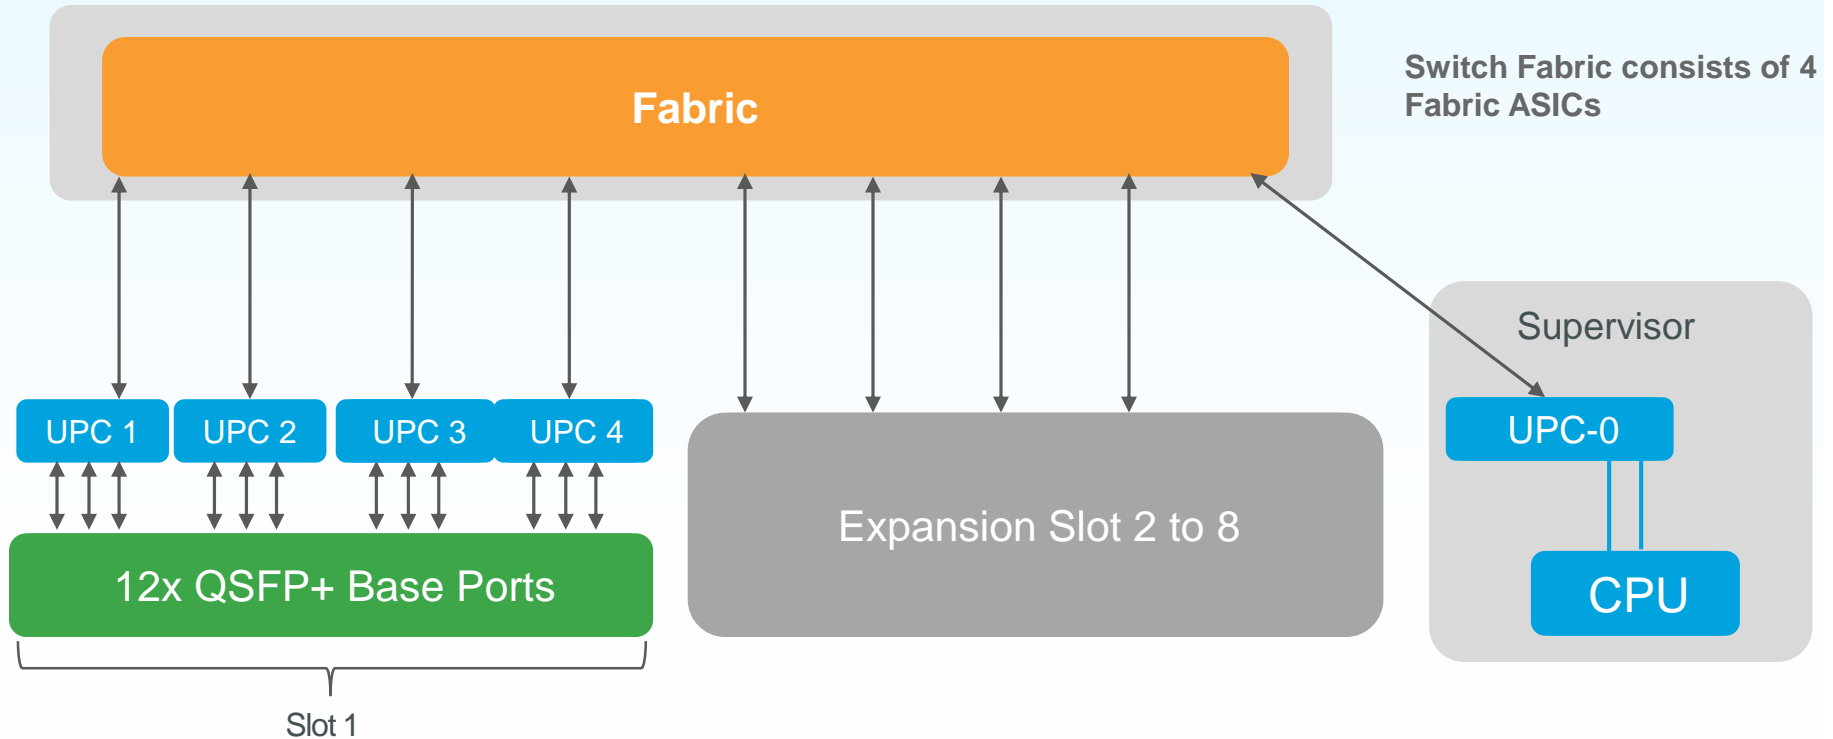 Fabric
Switch Fabric consists of 4
Fabric ASICs
Supervisor
UPC 1
UPC 2
UPC 3
UPC 4
UPC-0
Expansion Slot 2 to 8
12x QSFP+ Base Ports
CPU
Slot 1